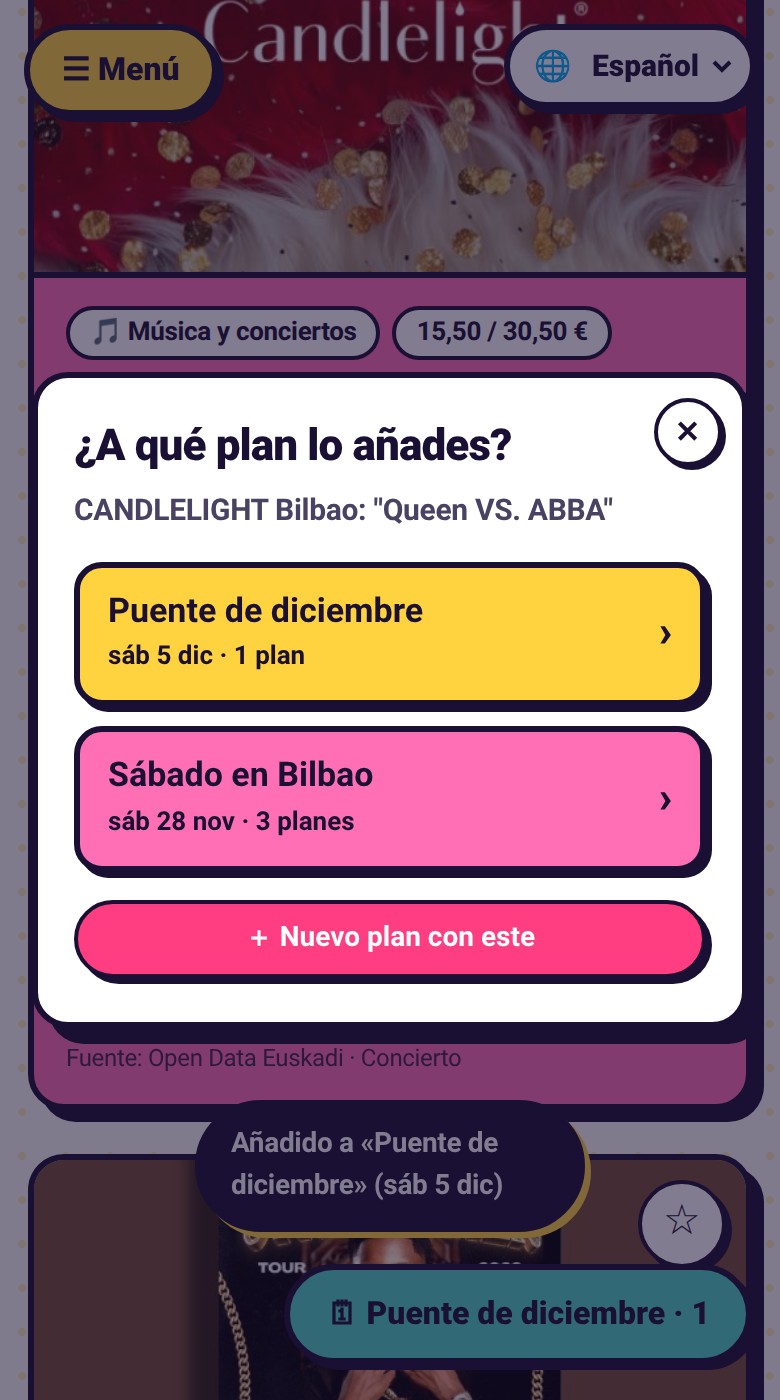 Candlelight®
☰ Menú
🌐 Español
🎵 Música y conciertos
15,50 / 30,50 €
¿A qué plan lo añades?
✕
CANDLELIGHT Bilbao: "Queen VS. ABBA"
Puente de diciembre
sáb 5 dic · 1 plan
›
Sábado en Bilbao
sáb 28 nov · 3 planes
›
+ Nuevo plan con este
Fuente: Open Data Euskadi · Concierto
Añadido a «Puente de
diciembre» (sáb 5 dic)
☆
TOUR
🗓 Puente de diciembre · 1